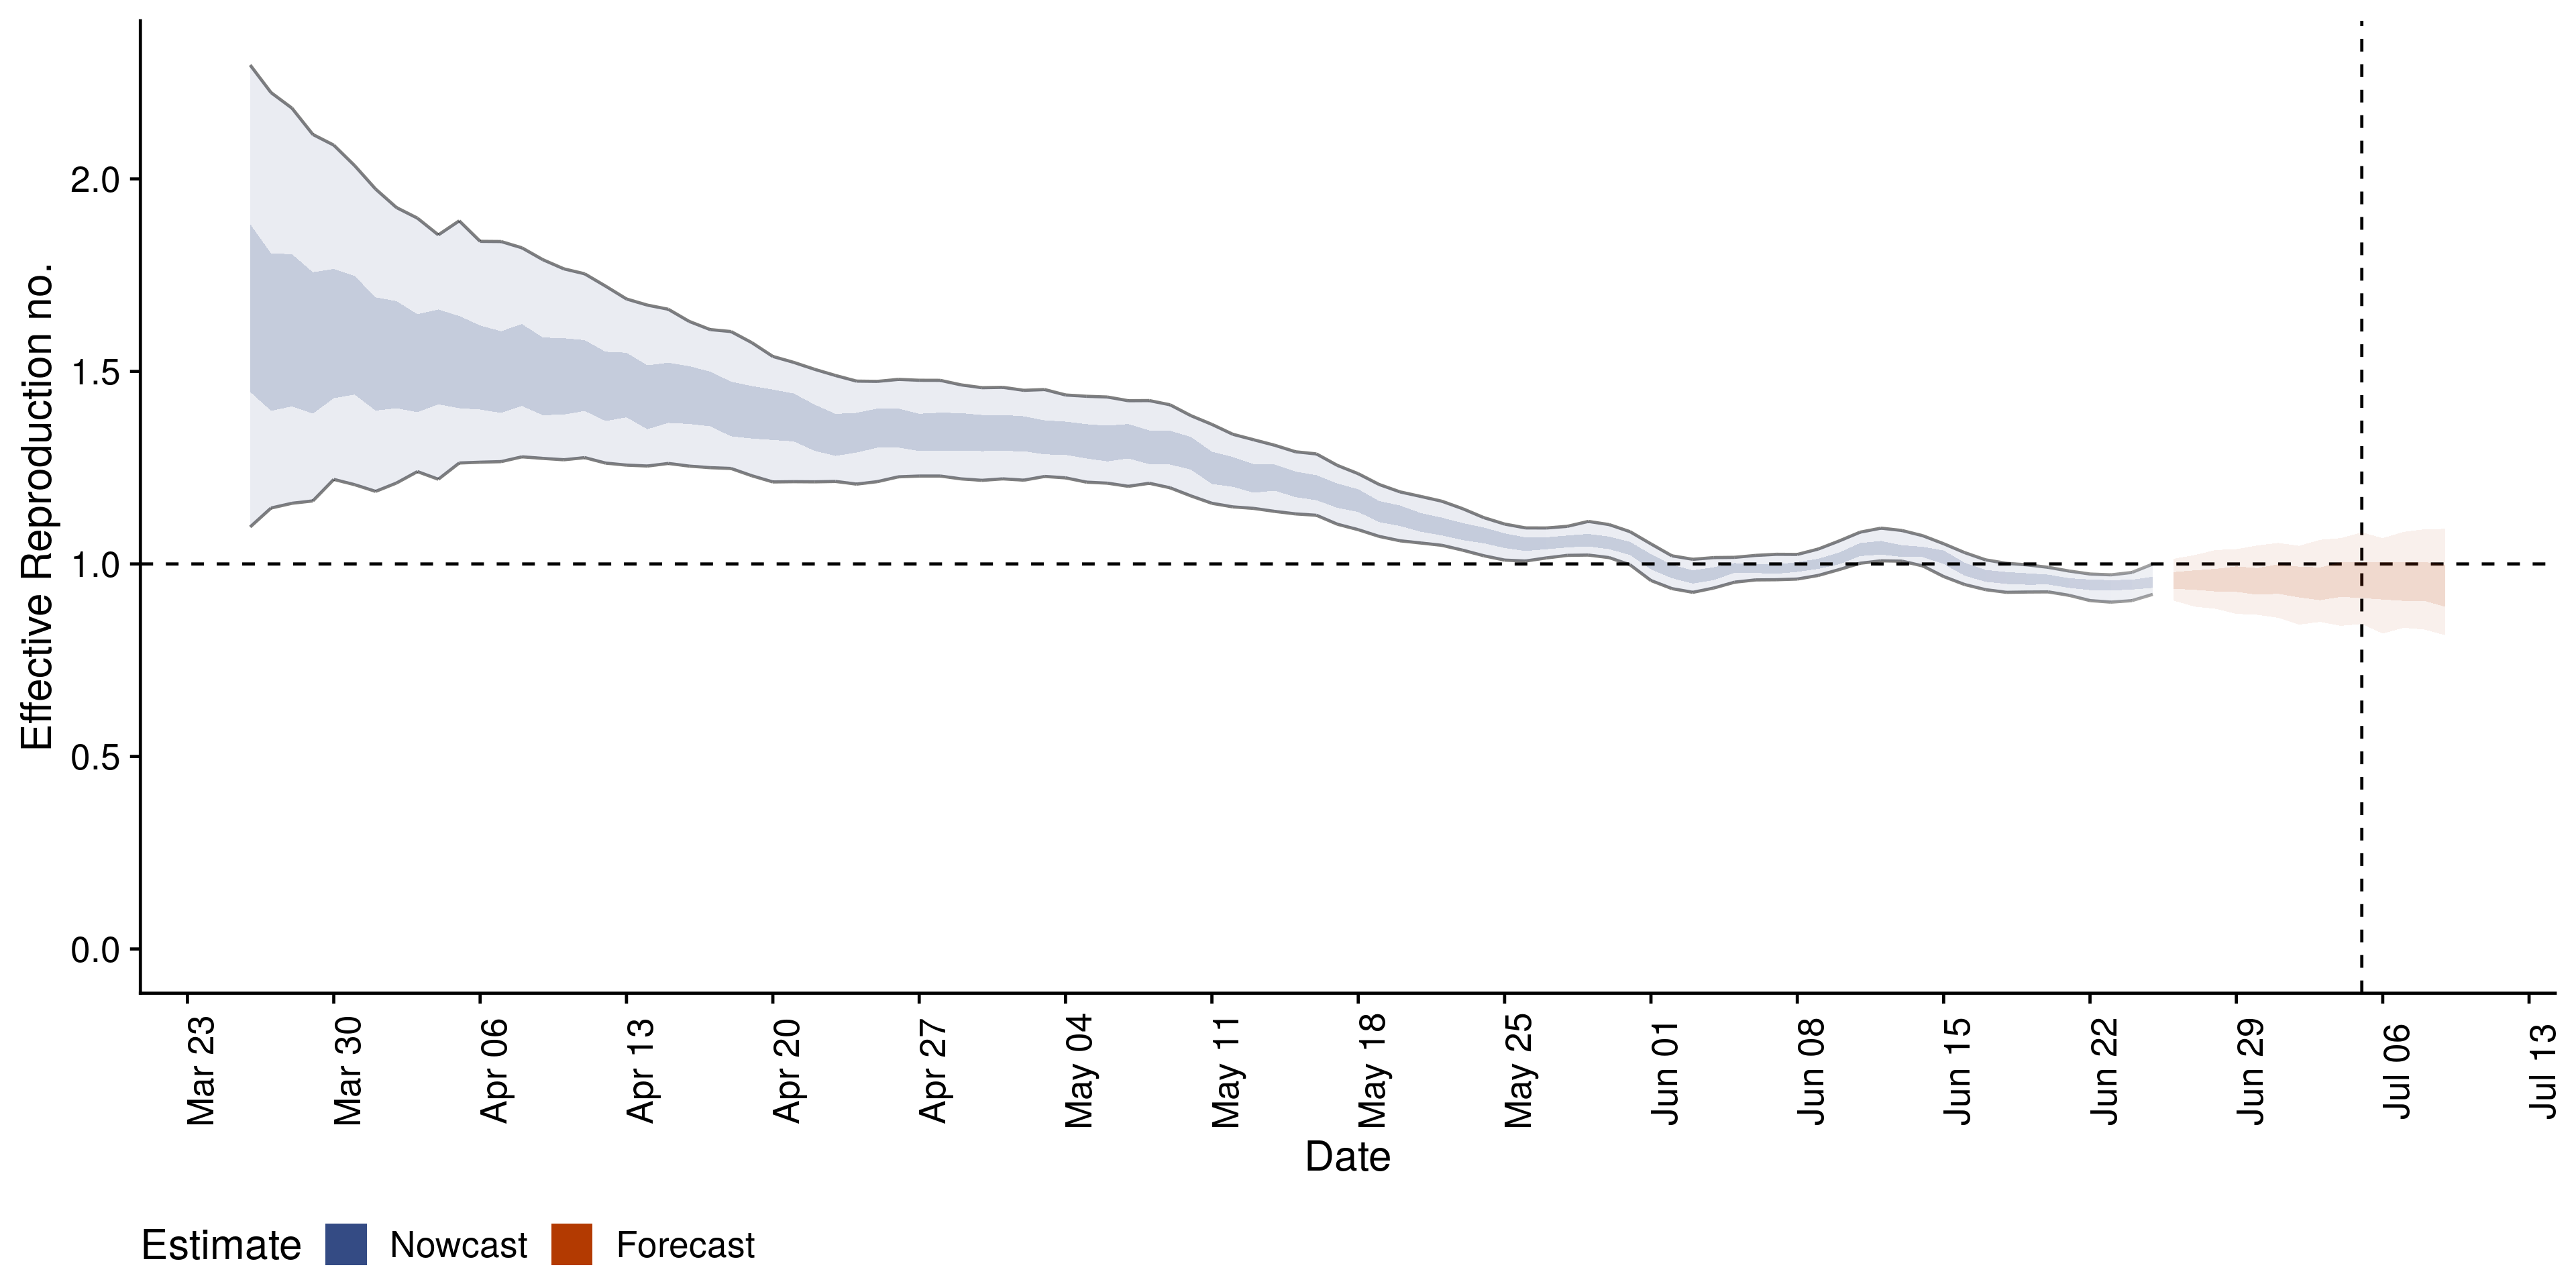 Effective Reproduction no.
2.0
1.5
1.0
0.5
0.0
Mar 23
Mar 30
Apr 06
Apr 13
Apr 20
Apr 27
May 04
May 11
May 18
May 25
Jun 01
Jun 08
Jun 15
Jun 22
Jun 29
Jul 06
Jul 13
Date
Estimate Nowcast Forecast